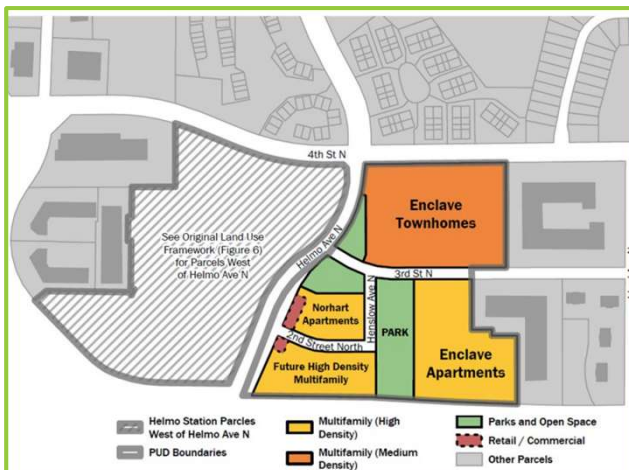 4th St N
Enclave
Townhomes
See Original Land Use
Framework (Figure 6)
for Parcels West
of Helmo Ave N
Helmo Ave N
3rd St N
Henslow Ave N
Norhart
Apartments
2nd Street North
PARK
Enclave
Apartments
Future High Density
Multifamily
Helmo Station Parcles
West of Helmo Ave N
PUD Boundaries
Multifamily (High
Density)
Multifamily (Medium
Density)
Parks and Open Space
Retail / Commercial
Other Parcels